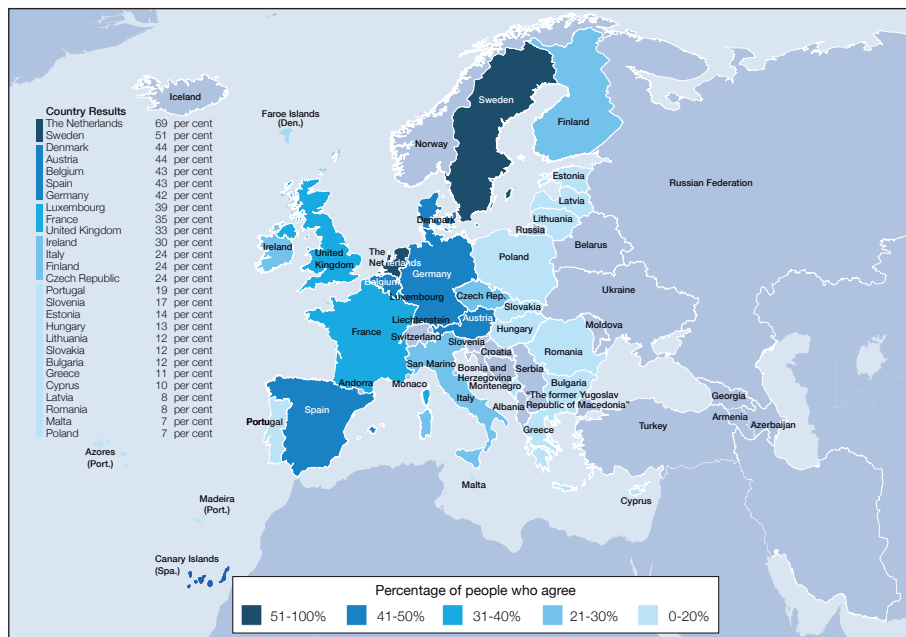 Country Results
The Netherlands 69 per cent
Sweden 51 per cent
Denmark 44 per cent
Austria 44 per cent
Belgium 43 per cent
Spain 43 per cent
Germany 42 per cent
Luxembourg 39 per cent
France 35 per cent
United Kingdom 33 per cent
Ireland 30 per cent
Italy 24 per cent
Finland 24 per cent
Czech Republic 24 per cent
Portugal 19 per cent
Slovenia 17 per cent
Estonia 14 per cent
Hungary 13 per cent
Lithuania 12 per cent
Slovakia 12 per cent
Bulgaria 12 per cent
Greece 11 per cent
Cyprus 10 per cent
Latvia 8 per cent
Romania 8 per cent
Malta 7 per cent
Poland 7 per cent
Iceland
Faroe Islands
(Den.)
Sweden
Finland
Norway
Russian Federation
Estonia
Latvia
Lithuania
Russia
Denmark
Belarus
Ireland
United
Kingdom
The
Netherlands
Belgium
Germany
Poland
Ukraine
Luxembourg
Czech Rep.
Slovakia
Liechtenstein
Austria
Hungary
Moldova
France
Switzerland
Slovenia
Croatia
Romania
San Marino
Bosnia and
Herzegovina
Serbia
Andorra
Monaco
Montenegro
Bulgaria
Italy
"The former Yugoslav
Republic of Macedonia"
Albania
Georgia
Armenia
Azerbaijan
Portugal
Spain
Greece
Turkey
Azores
(Port.)
Malta
Cyprus
Madeira
(Port.)
Canary Islands
(Spa.)
Percentage of people who agree
51-100%
41-50%
31-40%
21-30%
0-20%